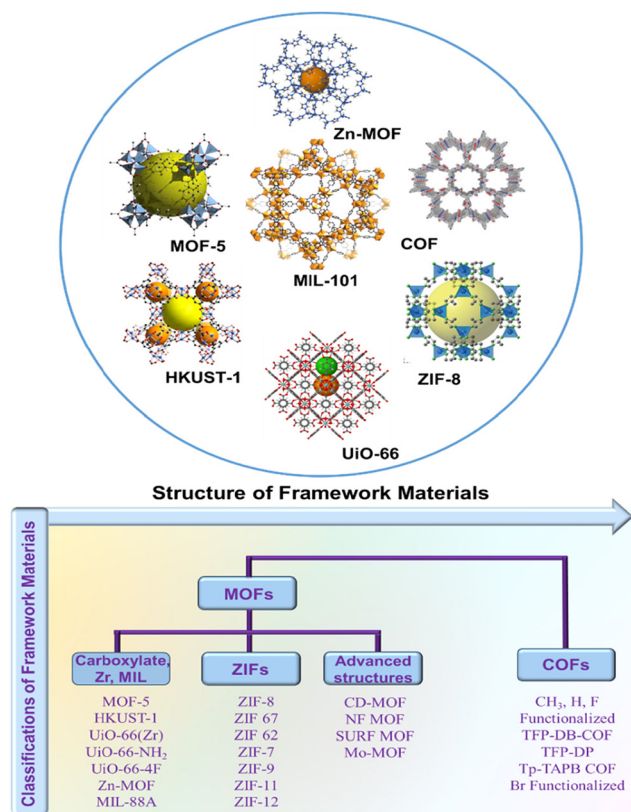 Zn-MOF
MOF-5
MIL-101
COF
HKUST-1
UiO-66
ZIF-8
Structure of Framework Materials
Classifications of Framework Materials
MOFs
Carboxylate,
Zr, MIL
MOF-5
HKUST-1
UiO-66(Zr)
UiO-66-NH₂
UiO-66-4F
Zn-MOF
MIL-88A
ZIFs
ZIF-8
ZIF 67
ZIF 62
ZIF-7
ZIF-9
ZIF-11
ZIF-12
Advanced
structures
CD-MOF
NF MOF
SURF MOF
Mo-MOF
COFs
CH₃, H, F
Functionalized
TFP-DB-COF
TFP-DP
Tp-TAPB COF
Br Functionalized